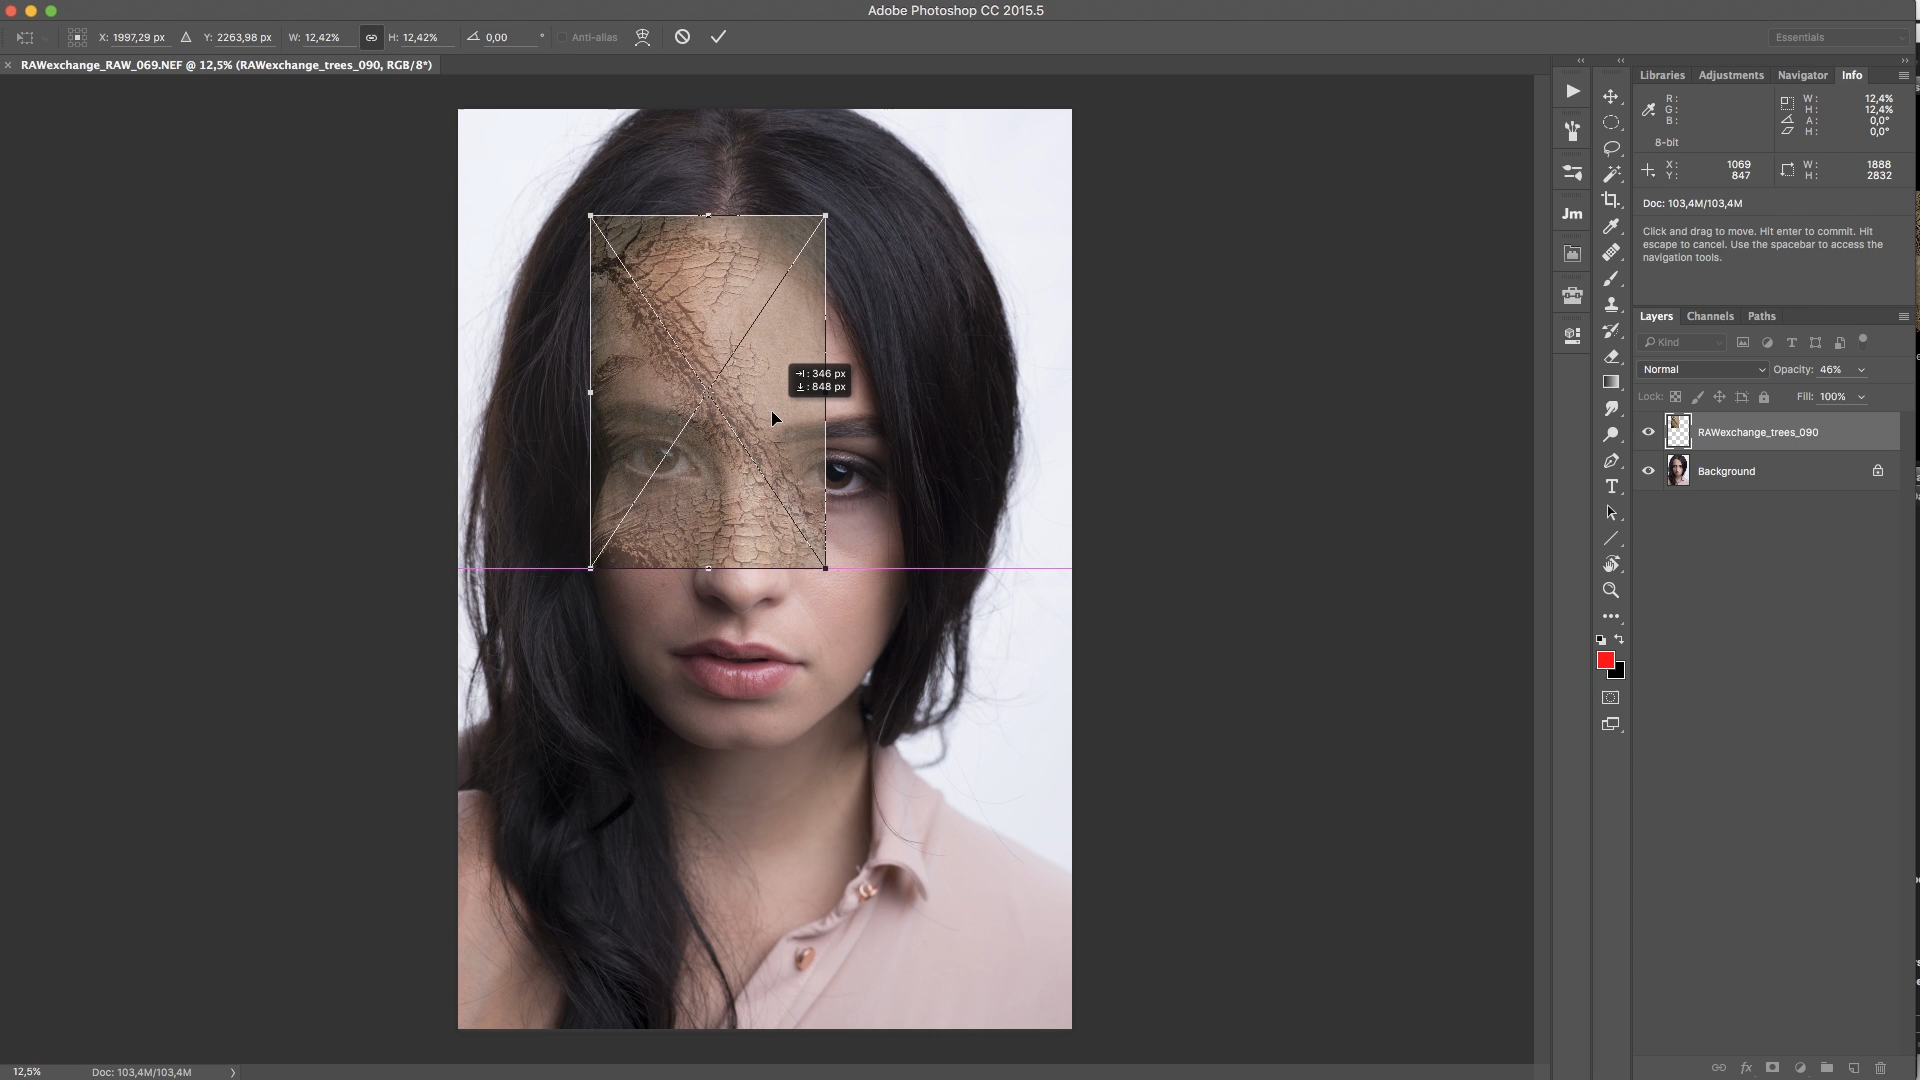 Adobe Photoshop CC 2015.5
X: 1997,29 px Y: 2263,98 px W: 12,42% H: 12,42% 0,00 ° Anti-alias Essentials
RAWexchange_RAW_069.NEF @ 12,5% (RAWexchange_trees_090, RGB/8*)
Libraries Adjustments Navigator Info
R: W: 12,4%
G: H: 12,4%
B: A: 0,0°
H: 0,0°
8-bit
X: 1069 W: 1888
Y: 847 H: 2832
Doc: 103,4M/103,4M
Click and drag to move. Hit enter to commit. Hit
escape to cancel. Use the spacebar to access the
navigation tools.
Jm
Layers Channels Paths
Kind
Normal Opacity: 46%
Lock: Fill: 100%
RAWexchange_trees_090
Background
: 346 px
: 848 px
fx
12,5% Doc: 103,4M/103,4M